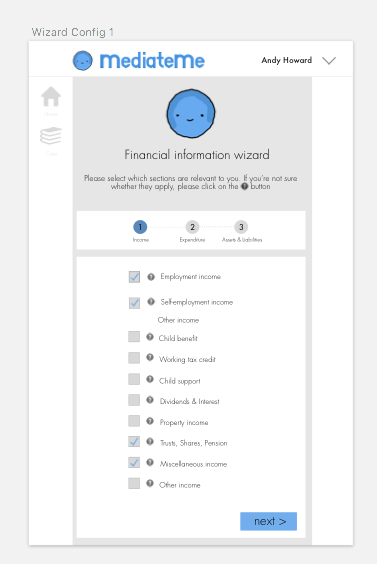 Wizard Config 1
mediateme
Andy Howard
Financial information wizard
Please select which sections are relevant to you. If you're not sure
whether they apply, please click on the ? button
1 2 3
Income Expenditure Assets & Liabilities
? Employment income
? Self-employment income
Other income
? Child benefit
? Working tax credit
? Child support
? Dividends & Interest
? Property income
? Trusts, Shares, Pension
? Miscellaneous income
? Other income
next >